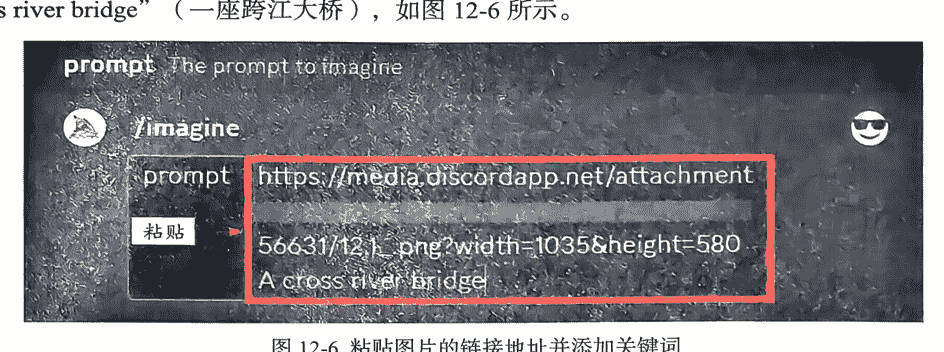 s river bridge”（一座跨江大桥），如图 12-6 所示。
prompt The prompt to imagine
/imagine
prompt https://media.discordapp.net/attachment
粘贴
56631/12.1_.png?width=1035&height=580
A cross river bridge
图 12-6 粘贴图片的链接地址并添加关键词